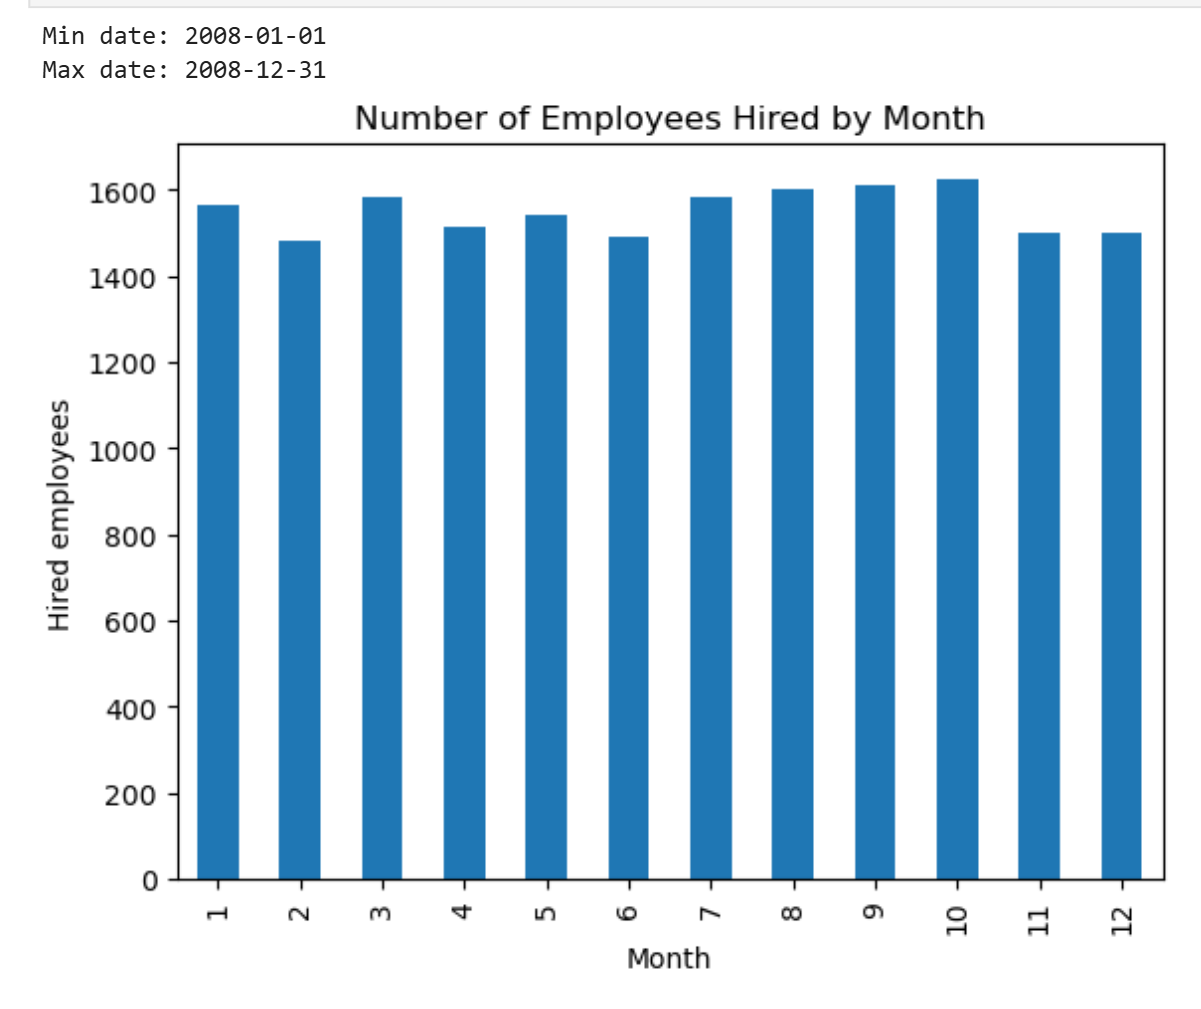 Min date: 2008-01-01
Max date: 2008-12-31
Number of Employees Hired by Month
1600
1400
1200
1000
800
600
400
200
0
Hired employees
1 2 3 4 5 6 7 8 9 10 11 12
Month